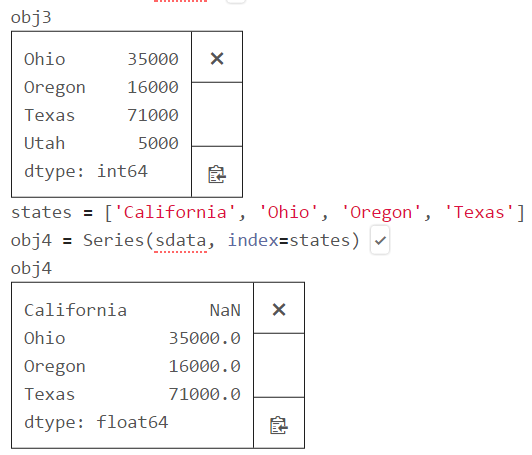 obj3
Ohio 35000
Oregon 16000
Texas 71000
Utah 5000
dtype: int64
states = ['California', 'Ohio', 'Oregon', 'Texas']
obj4 = Series(sdata, index=states)
obj4
California NaN
Ohio 35000.0
Oregon 16000.0
Texas 71000.0
dtype: float64